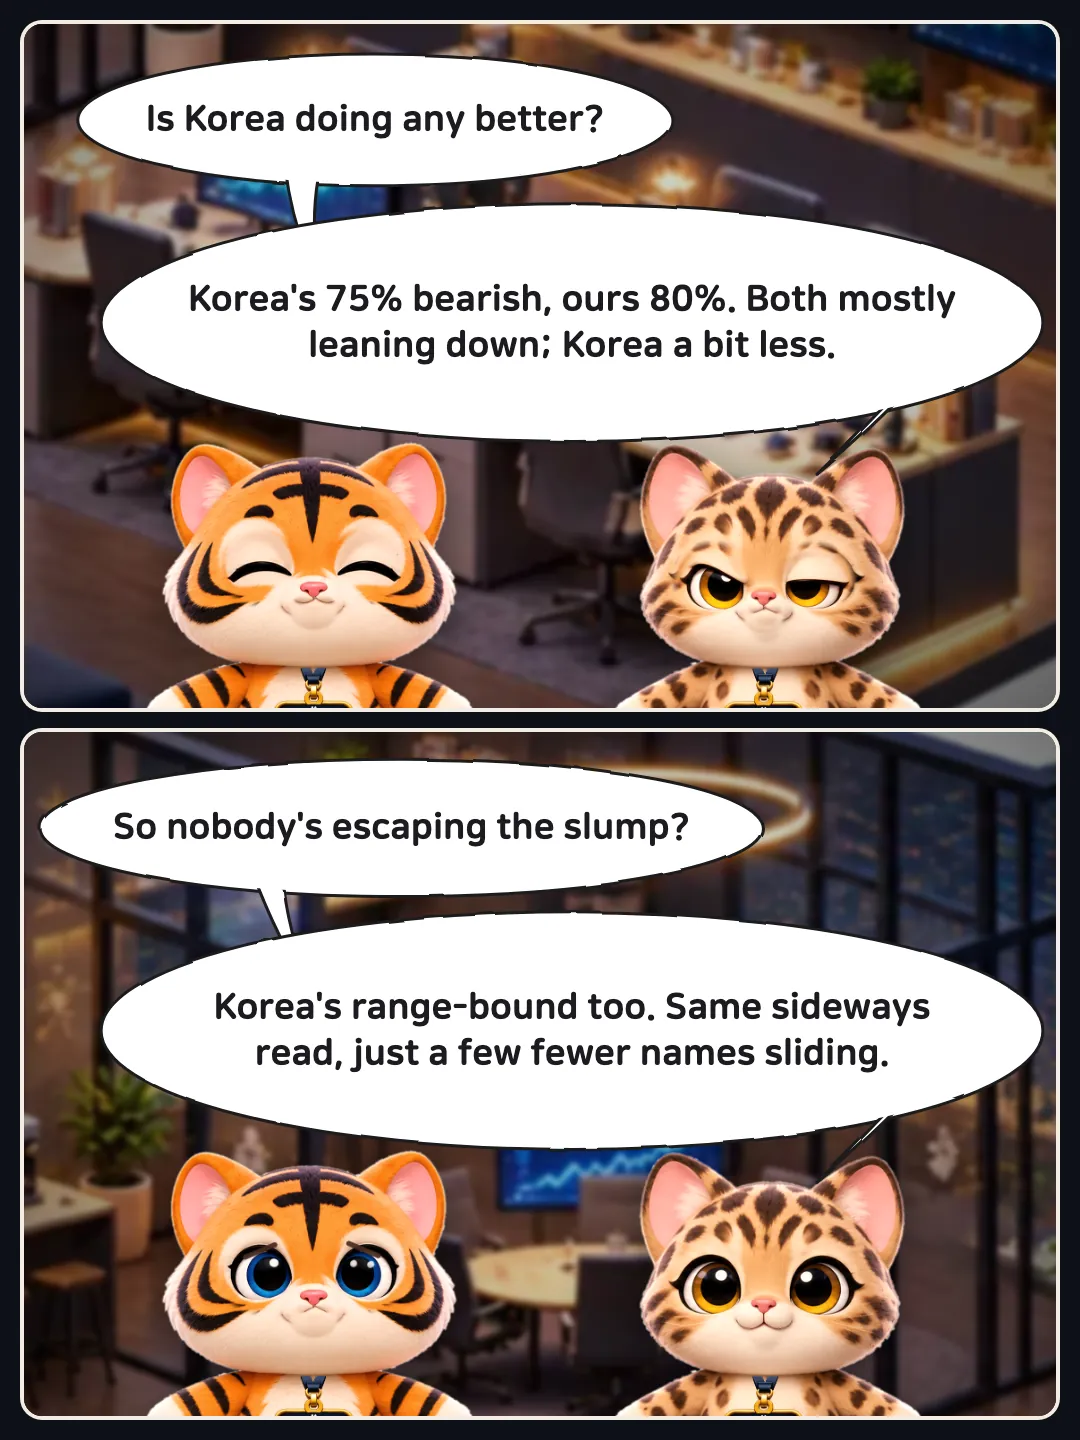 Is Korea doing any better?
Korea's 75% bearish, ours 80%. Both mostly
leaning down; Korea a bit less.
So nobody's escaping the slump?
Korea's range-bound too. Same sideways
read, just a few fewer names sliding.